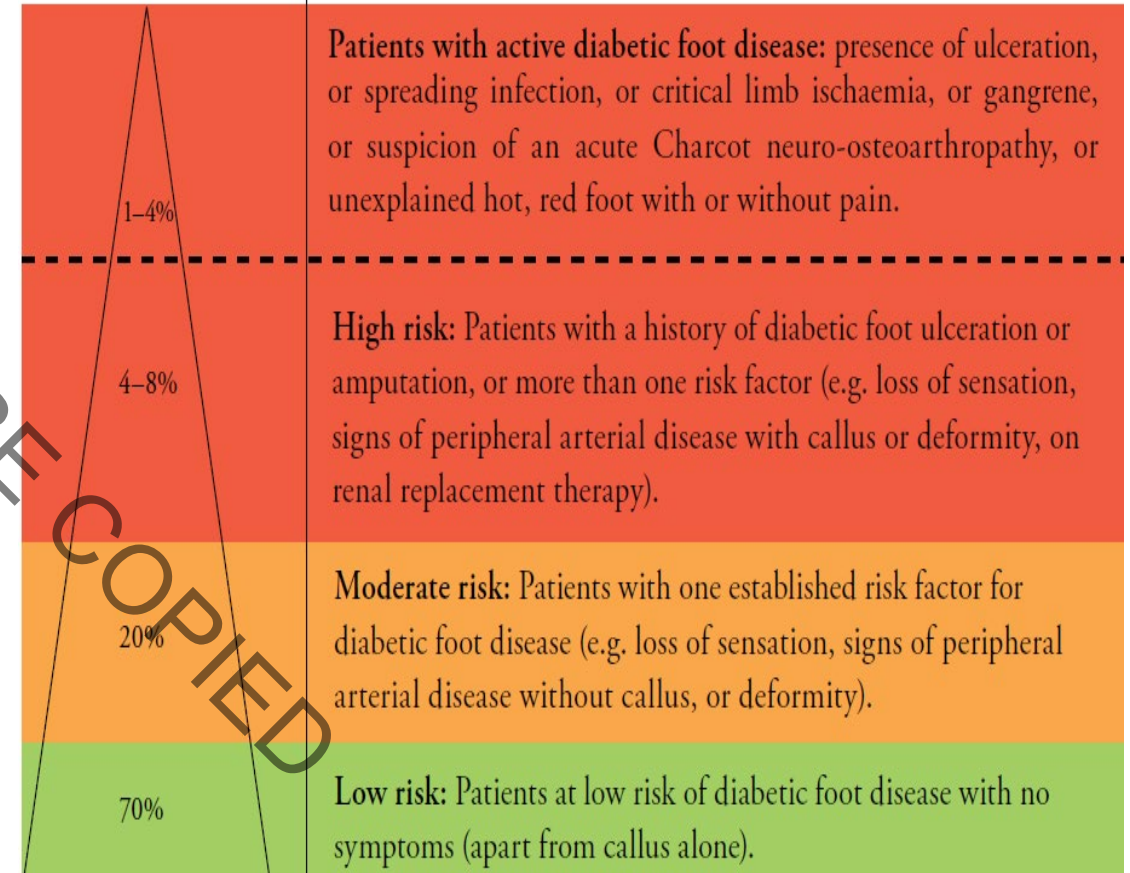 Patients with active diabetic foot disease: presence of ulceration,
or spreading infection, or critical limb ischaemia, or gangrene,
or suspicion of an acute Charcot neuro-osteoarthropathy, or
unexplained hot, red foot with or without pain.
1–4%
High risk: Patients with a history of diabetic foot ulceration or
amputation, or more than one risk factor (e.g. loss of sensation,
signs of peripheral arterial disease with callus or deformity, on
renal replacement therapy).
4–8%
Moderate risk: Patients with one established risk factor for
diabetic foot disease (e.g. loss of sensation, signs of peripheral
arterial disease without callus, or deformity).
20%
Low risk: Patients at low risk of diabetic foot disease with no
symptoms (apart from callus alone).
70%
COPIED